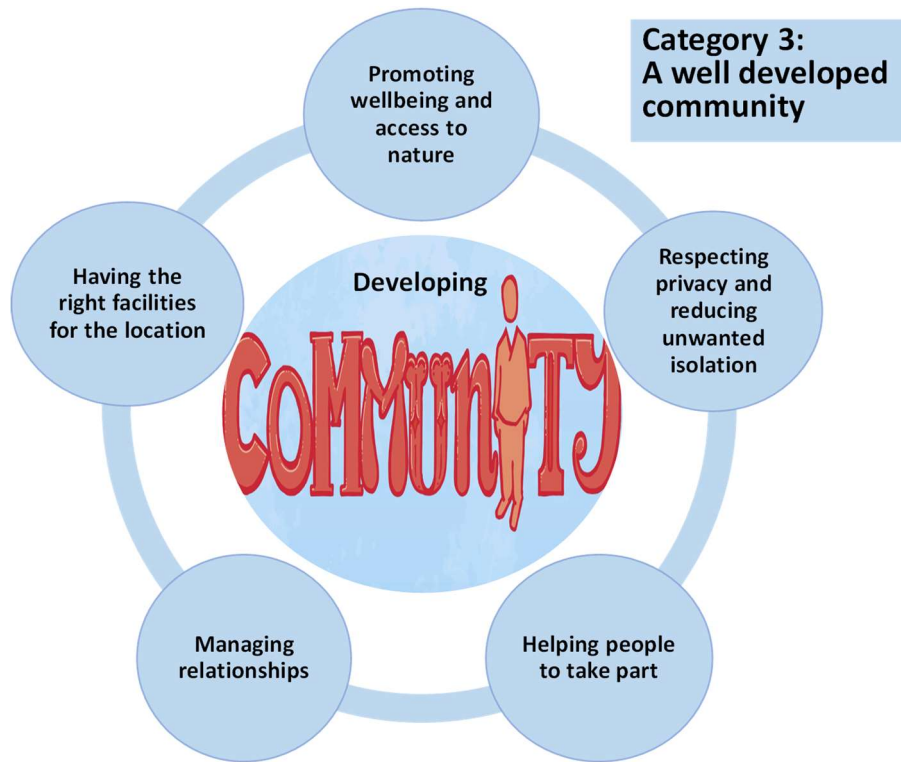 Category 3:
A well developed
community
Promoting
wellbeing and
access to
nature
Having the
right facilities
for the location
Developing
COMMUNITY
Respecting
privacy and
reducing
unwanted
isolation
Managing
relationships
Helping people
to take part